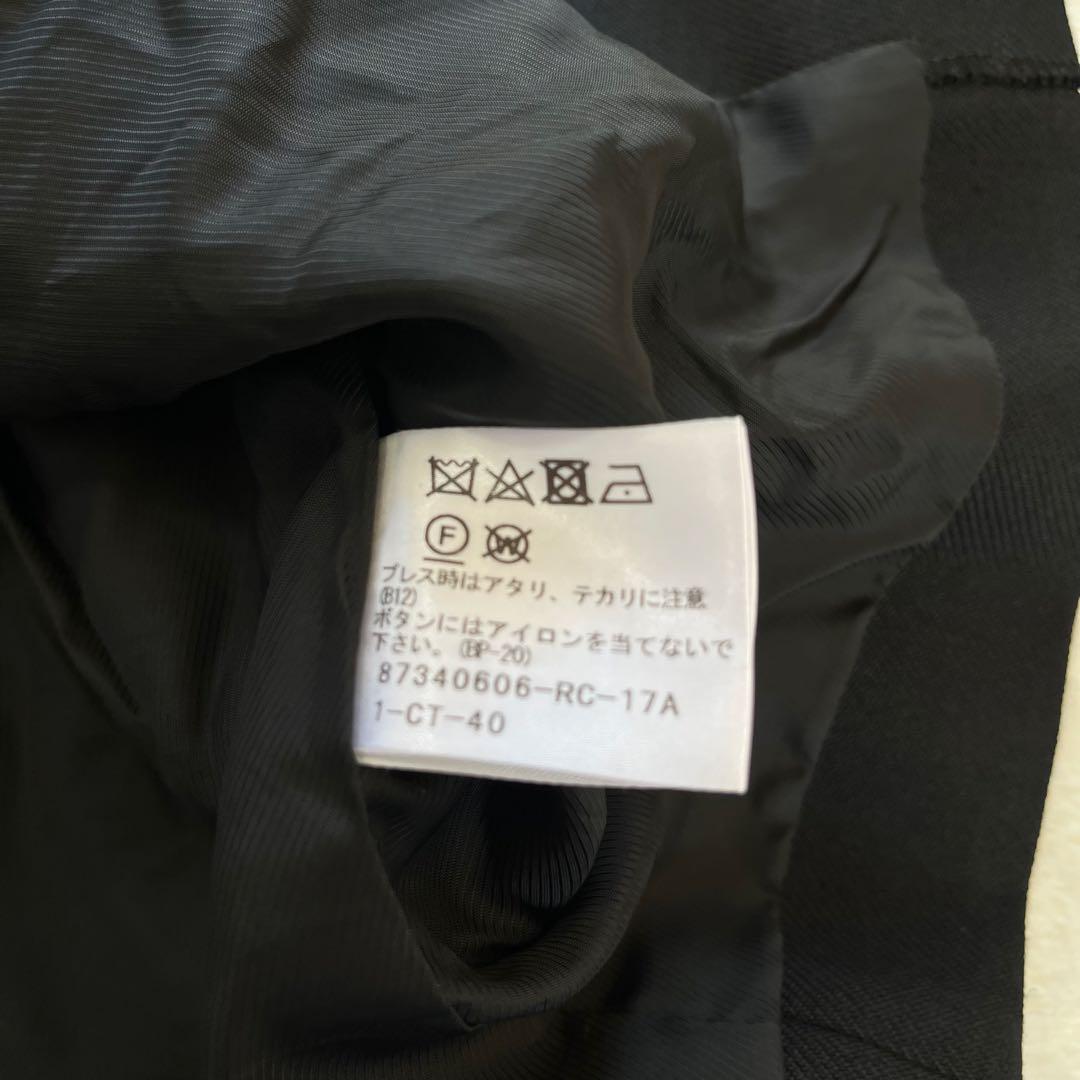 F W
プレス時はアタリ、テカリに注意
(B12)
ボタンにはアイロンを当てないで
下さい。(BP-20)
87340606-RC-17A
1-CT-40